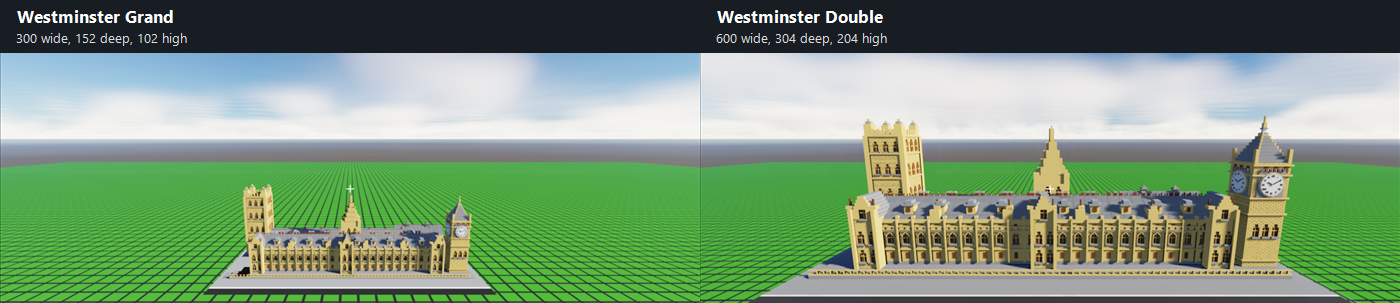 Westminster Grand
300 wide, 152 deep, 102 high
Westminster Double
600 wide, 304 deep, 204 high